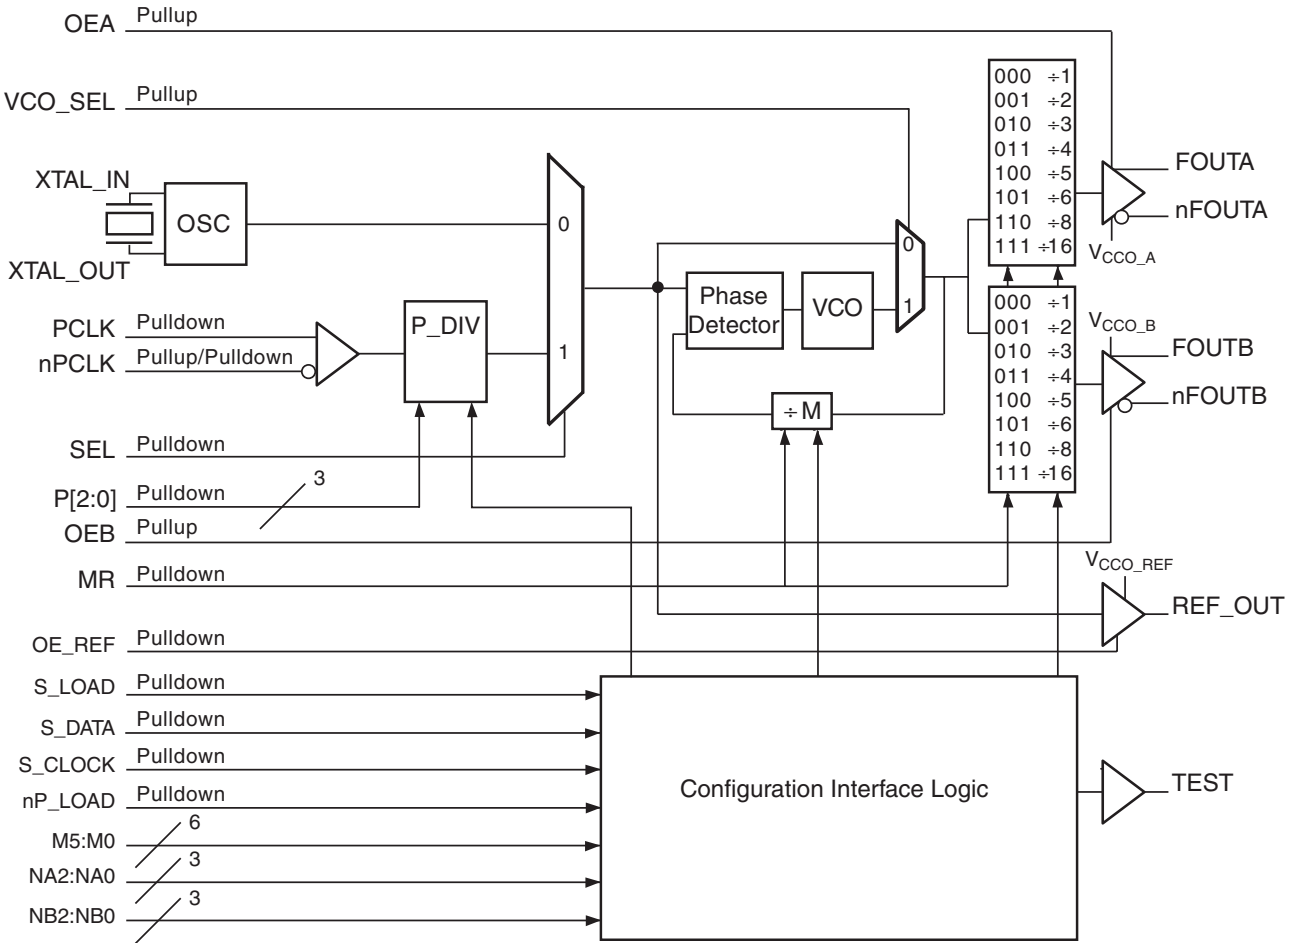 OEA Pullup
VCO_SEL Pullup
XTAL_IN
OSC
XTAL_OUT
PCLK Pulldown
nPCLK Pullup/Pulldown
P_DIV
0
1
SEL Pulldown
P[2:0] Pulldown 3
OEB Pullup
MR Pulldown
OE_REF Pulldown
S_LOAD Pulldown
S_DATA Pulldown
S_CLOCK Pulldown
nP_LOAD Pulldown
M5:M0 6
NA2:NA0 3
NB2:NB0 3
Phase
Detector
VCO
0
1
÷ M
000 ÷1
001 ÷2
010 ÷3
011 ÷4
100 ÷5
101 ÷6
110 ÷8
111 ÷16
FOUTA
nFOUTA
VCCO_A
000 ÷1
001 ÷2
010 ÷3
011 ÷4
100 ÷5
101 ÷6
110 ÷8
111 ÷16
VCCO_B
FOUTB
nFOUTB
VCCO_REF
REF_OUT
Configuration Interface Logic
TEST